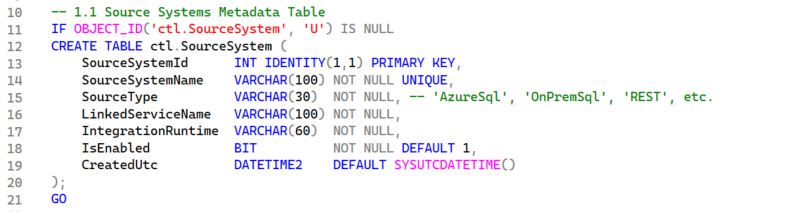 10 -- 1.1 Source Systems Metadata Table
11 IF OBJECT_ID('ctl.SourceSystem', 'U') IS NULL
12 CREATE TABLE ctl.SourceSystem (
13     SourceSystemId      INT IDENTITY(1,1) PRIMARY KEY,
14     SourceSystemName    VARCHAR(100) NOT NULL UNIQUE,
15     SourceType          VARCHAR(30)  NOT NULL, -- 'AzureSql', 'OnPremSql', 'REST', etc.
16     LinkedServiceName   VARCHAR(100) NOT NULL,
17     IntegrationRuntime  VARCHAR(60)  NOT NULL,
18     IsEnabled           BIT          NOT NULL DEFAULT 1,
19     CreatedUtc          DATETIME2    DEFAULT SYSUTCDATETIME()
20 );
21 GO